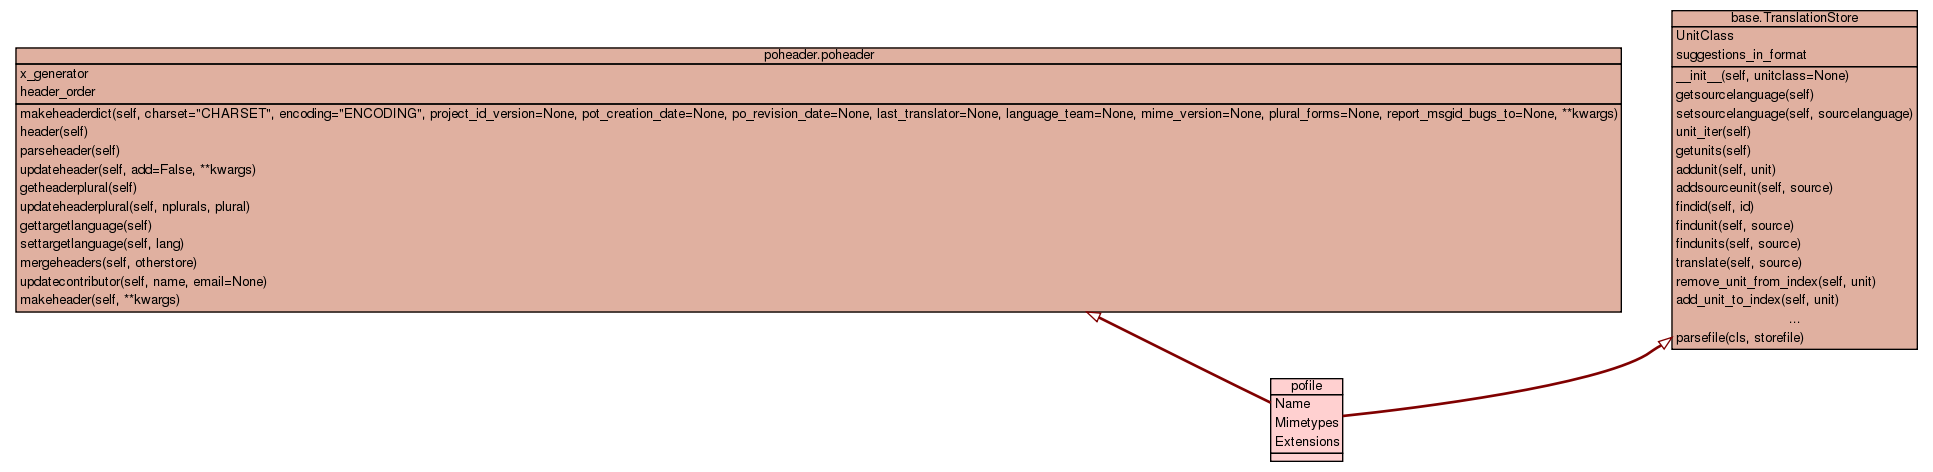 poheader.poheader
x_generator
header_order
makeheaderdict(self, charset="CHARSET", encoding="ENCODING", project_id_version=None, pot_creation_date=None, po_revision_date=None, last_translator=None, language_team=None, mime_version=None, plural_forms=None, report_msgid_bugs_to=None, **kwargs)
header(self)
parseheader(self)
updateheader(self, add=False, **kwargs)
getheaderplural(self)
updateheaderplural(self, nplurals, plural)
gettargetlanguage(self)
settargetlanguage(self, lang)
mergeheaders(self, otherstore)
updatecontributor(self, name, email=None)
makeheader(self, **kwargs)
base.TranslationStore
UnitClass
suggestions_in_format
__init__(self, unitclass=None)
getsourcelanguage(self)
setsourcelanguage(self, sourcelanguage)
unit_iter(self)
getunits(self)
addunit(self, unit)
addsourceunit(self, source)
findid(self, id)
findunit(self, source)
findunits(self, source)
translate(self, source)
remove_unit_from_index(self, unit)
add_unit_to_index(self, unit)
...
parsefile(cls, storefile)
pofile
Name
Mimetypes
Extensions